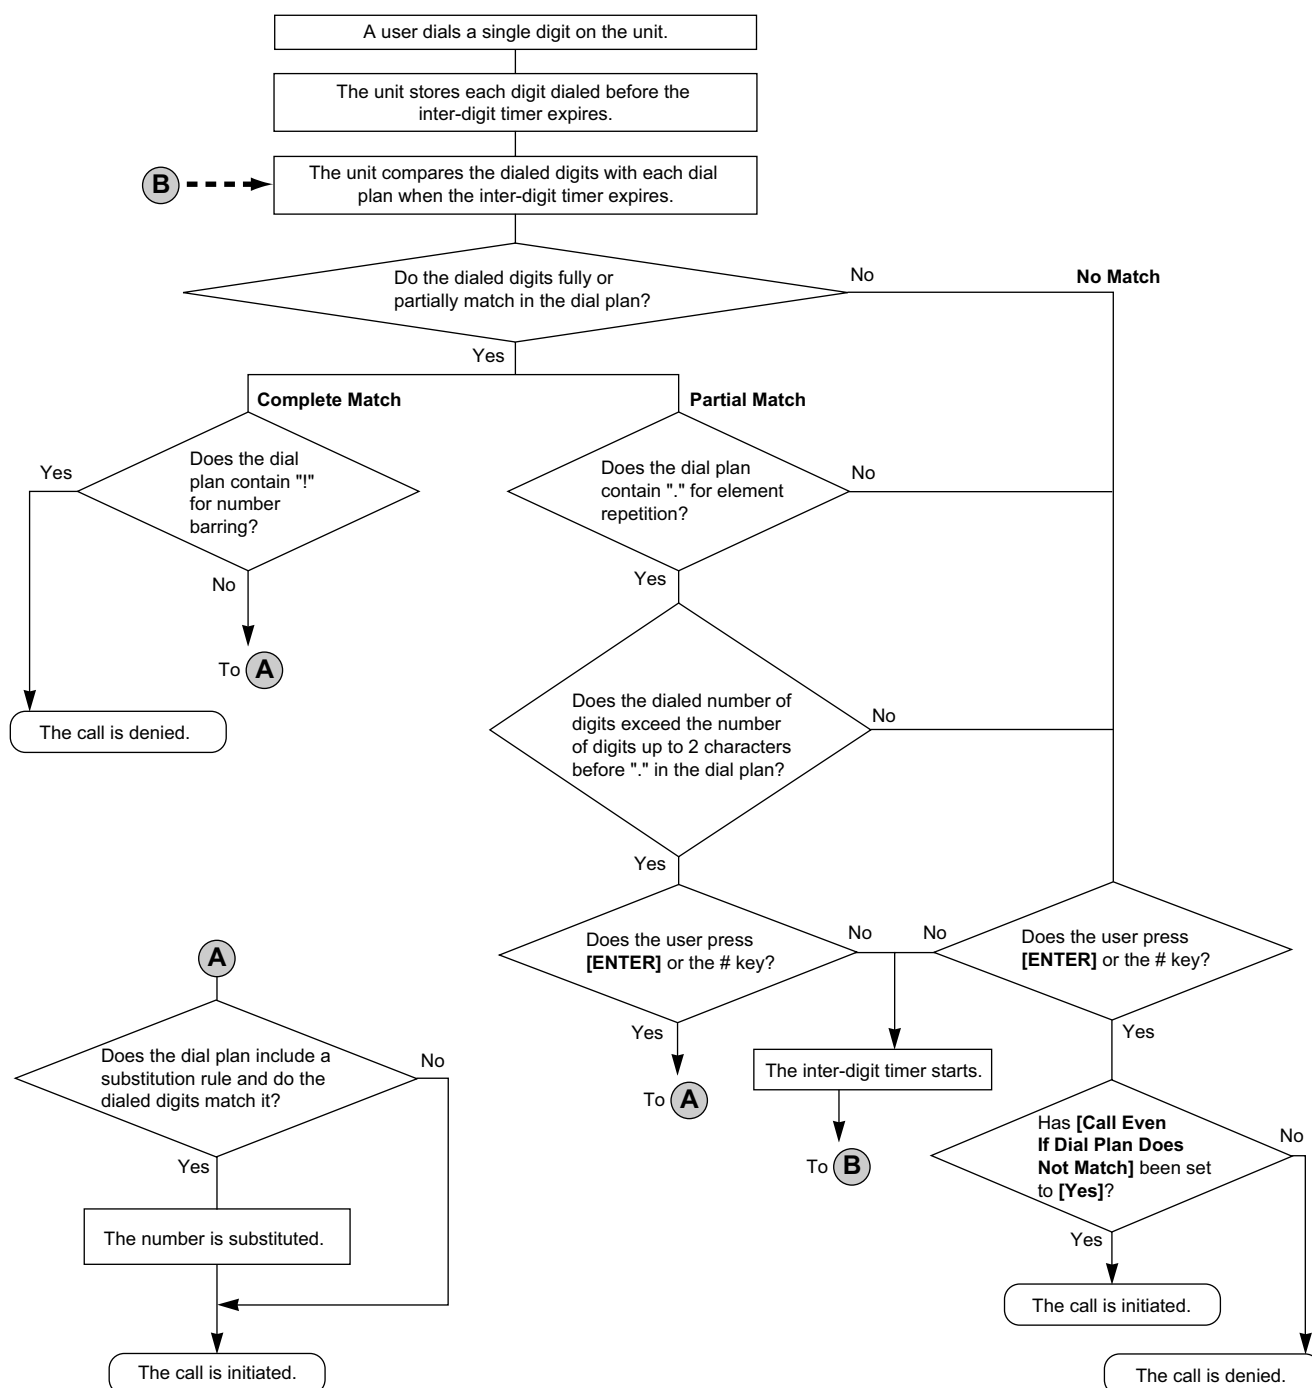 A user dials a single digit on the unit.
The unit stores each digit dialed before the
inter-digit timer expires.
B
The unit compares the dialed digits with each dial
plan when the inter-digit timer expires.
Do the dialed digits fully or
partially match in the dial plan?
No
No Match
Yes
Complete Match
Partial Match
Yes
Does the dial
plan contain "!"
for number
barring?
No
To A
The call is denied.
Does the dial plan
contain "." for element
repetition?
No
Yes
Does the dialed number of
digits exceed the number
of digits up to 2 characters
before "." in the dial plan?
No
Yes
Does the user press
[ENTER] or the # key?
No
No
Does the user press
[ENTER] or the # key?
Yes
To A
The inter-digit timer starts.
To B
Yes
Has [Call Even
If Dial Plan Does
Not Match] been set
to [Yes]?
No
Yes
The call is initiated.
The call is denied.
A
Does the dial plan include a
substitution rule and do the
dialed digits match it?
No
Yes
The number is substituted.
The call is initiated.